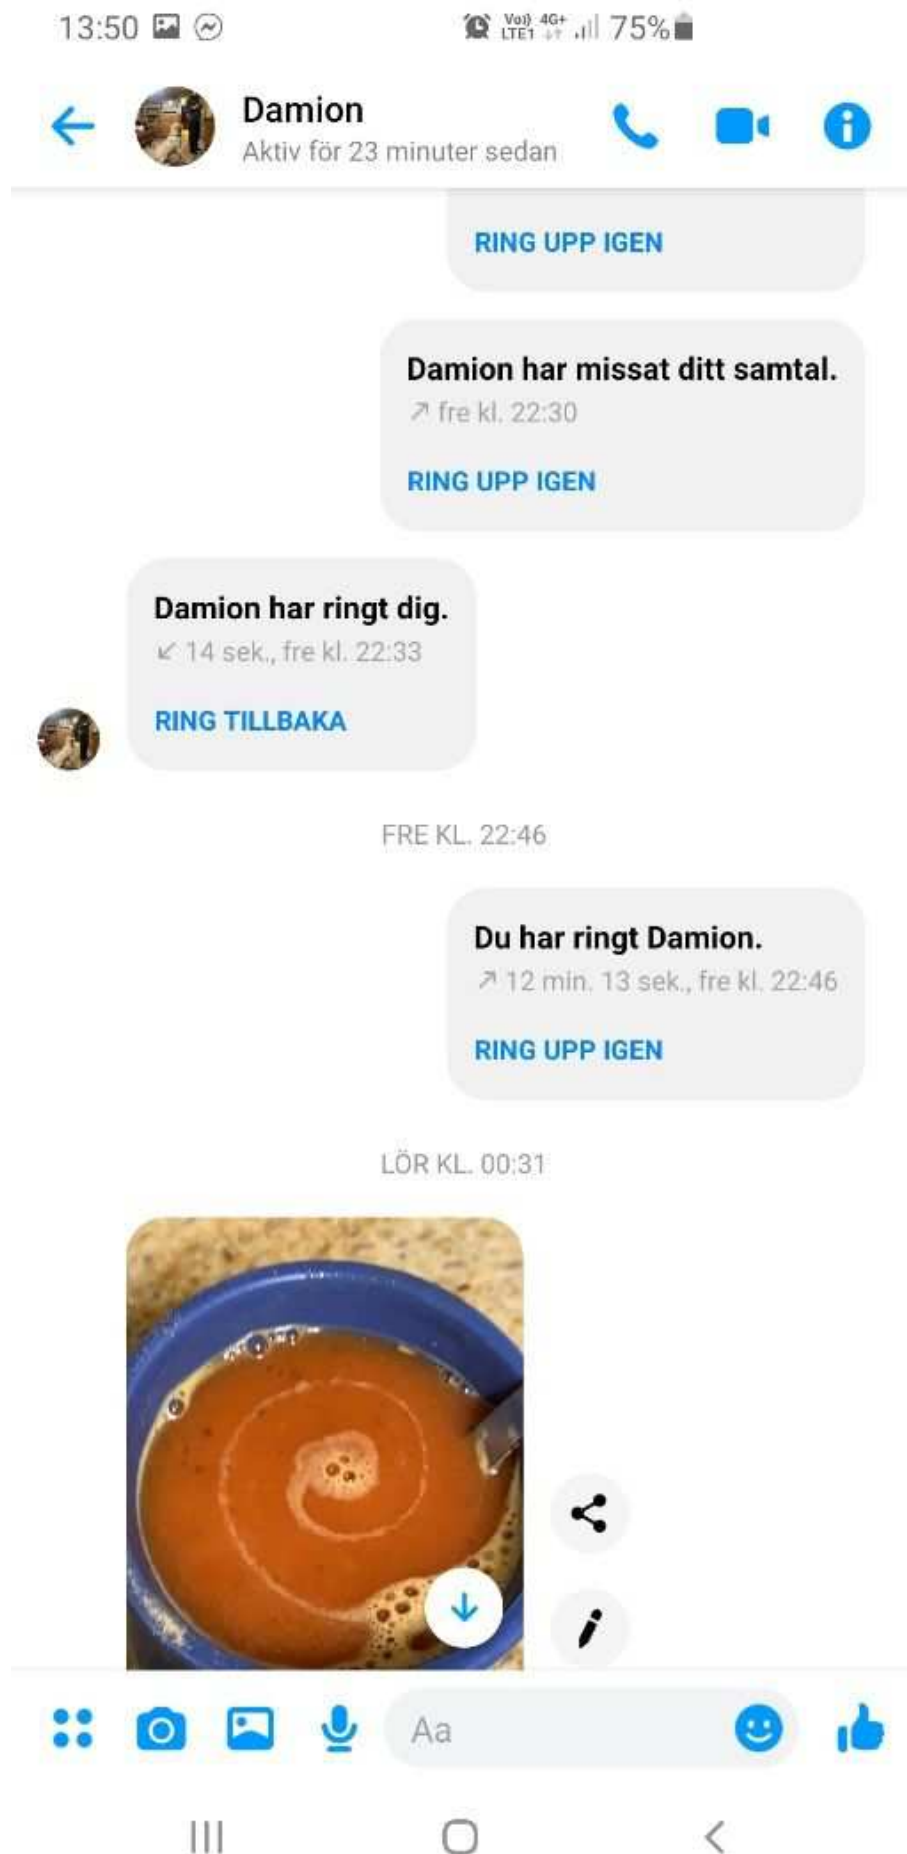 13:50 Voi) LTE1 4G+ 75%
Damion
Aktiv för 23 minuter sedan
RING UPP IGEN
Damion har missat ditt samtal.
↗ fre kl. 22:30
RING UPP IGEN
Damion har ringt dig.
↙ 14 sek., fre kl. 22:33
RING TILLBAKA
FRE KL. 22:46
Du har ringt Damion.
↗ 12 min. 13 sek., fre kl. 22:46
RING UPP IGEN
LÖR KL. 00:31
Aa